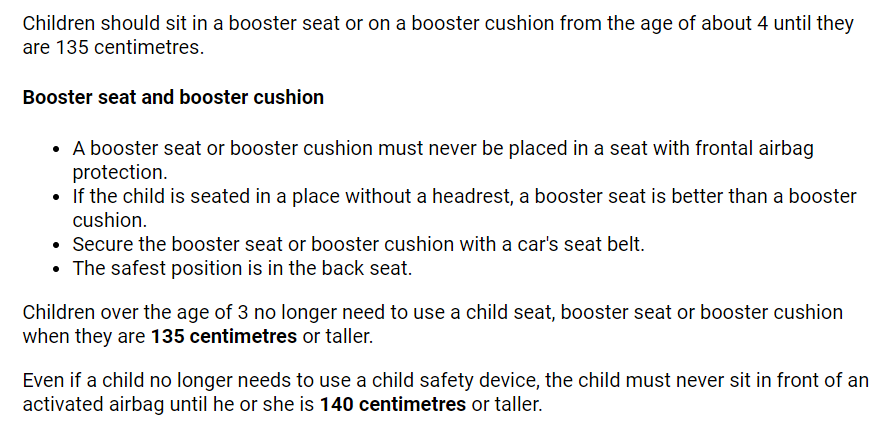 Children should sit in a booster seat or on a booster cushion from the age of about 4 until they
are 135 centimetres.
Booster seat and booster cushion
• A booster seat or booster cushion must never be placed in a seat with frontal airbag
protection.
• If the child is seated in a place without a headrest, a booster seat is better than a booster
cushion.
• Secure the booster seat or booster cushion with a car's seat belt.
• The safest position is in the back seat.
Children over the age of 3 no longer need to use a child seat, booster seat or booster cushion
when they are 135 centimetres or taller.
Even if a child no longer needs to use a child safety device, the child must never sit in front of an
activated airbag until he or she is 140 centimetres or taller.